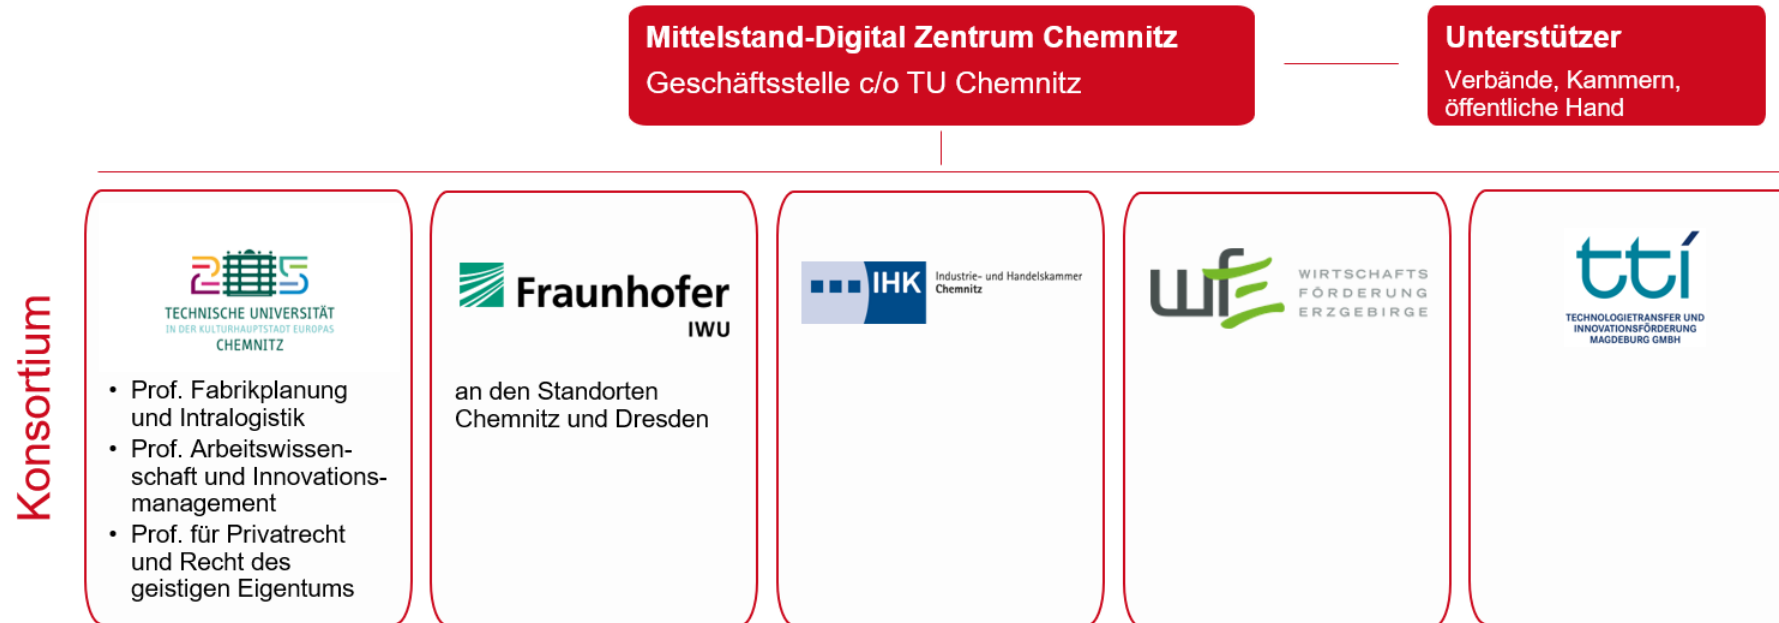 Mittelstand-Digital Zentrum Chemnitz
Geschäftsstelle c/o TU Chemnitz
Unterstützer
Verbände, Kammern,
öffentliche Hand
Konsortium
TECHNISCHE UNIVERSITÄT
IN DER KULTURHAUPTSTADT EUROPAS
CHEMNITZ
• Prof. Fabrikplanung
und Intralogistik
• Prof. Arbeitswissen-
schaft und Innovations-
management
• Prof. für Privatrecht
und Recht des
geistigen Eigentums
Fraunhofer
IWU
an den Standorten
Chemnitz und Dresden
IHK
Industrie- und Handelskammer
Chemnitz
wfE
WIRTSCHAFTS
FÖRDERUNG
ERZGEBIRGE
tti
TECHNOLOGIETRANSFER UND
INNOVATIONSFÖRDERUNG
MAGDEBURG GMBH